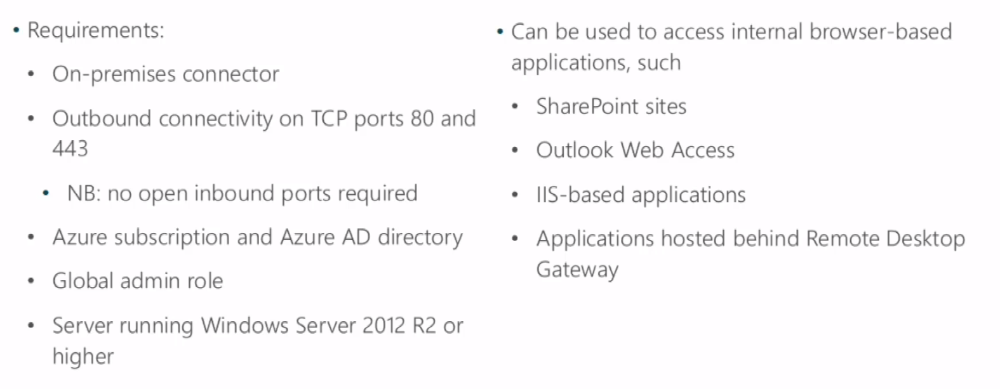 • Requirements:
• On-premises connector
• Outbound connectivity on TCP ports 80 and
443
• NB: no open inbound ports required
• Azure subscription and Azure AD directory
• Global admin role
• Server running Windows Server 2012 R2 or
higher
• Can be used to access internal browser-based
applications, such
• SharePoint sites
• Outlook Web Access
• IIS-based applications
• Applications hosted behind Remote Desktop
Gateway